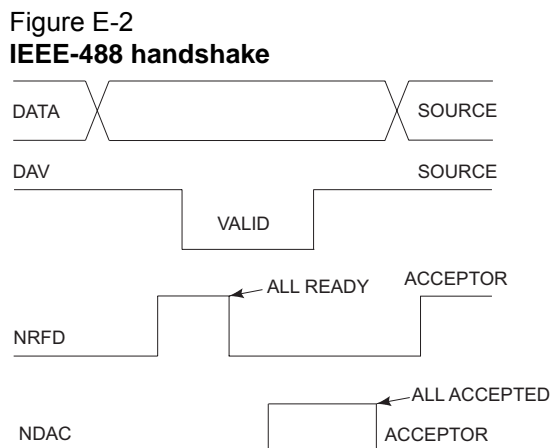 Figure E-2
IEEE-488 handshake
DATA
SOURCE
DAV
SOURCE
VALID
ALL READY
ACCEPTOR
NRFD
ALL ACCEPTED
NDAC
ACCEPTOR